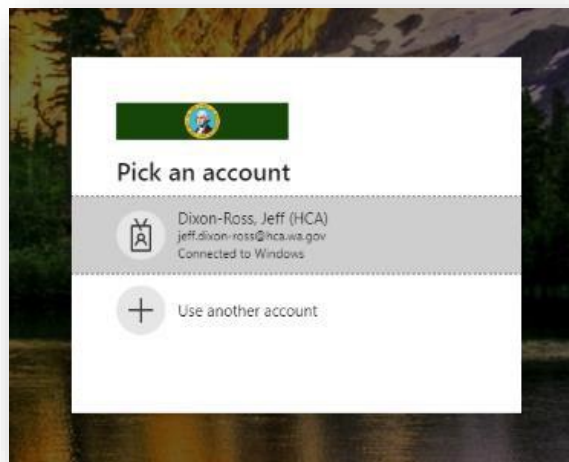 Pick an account
Dixon-Ross, Jeff (HCA)
jeff.dixon-ross@hca.wa.gov
Connected to Windows
Use another account